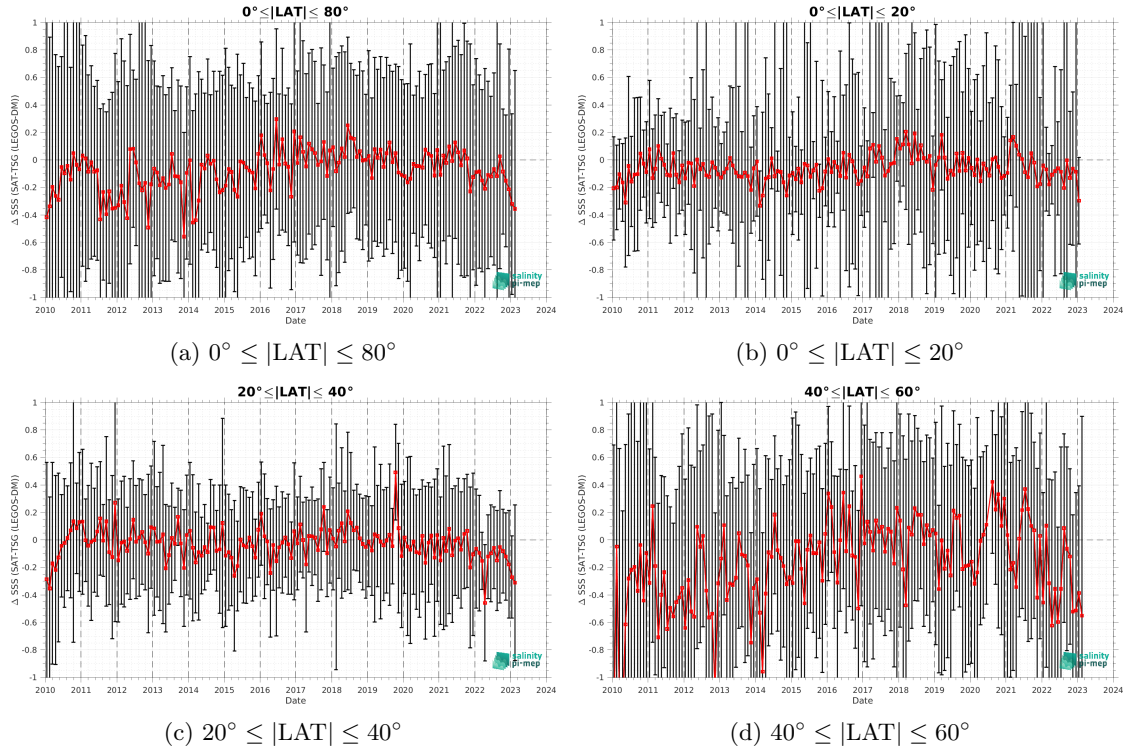 0°≤|LAT|≤ 80°
Δ SSS (SAT-TSG (LEGOS-DM))
1
0.8
0.6
0.4
0.2
0
-0.2
-0.4
-0.6
-0.8
-1
2010 2011 2012 2013 2014 2015 2016 2017 2018 2019 2020 2021 2022 2023 2024
Date
salinity
pi-mep
(a) 0° ≤ |LAT| ≤ 80°
0°≤|LAT|≤ 20°
Δ SSS (SAT-TSG (LEGOS-DM))
1
0.8
0.6
0.4
0.2
0
-0.2
-0.4
-0.6
-0.8
-1
2010 2011 2012 2013 2014 2015 2016 2017 2018 2019 2020 2021 2022 2023 2024
Date
salinity
pi-mep
(b) 0° ≤ |LAT| ≤ 20°
20°≤|LAT|≤ 40°
Δ SSS (SAT-TSG (LEGOS-DM))
1
0.8
0.6
0.4
0.2
0
-0.2
-0.4
-0.6
-0.8
-1
2010 2011 2012 2013 2014 2015 2016 2017 2018 2019 2020 2021 2022 2023 2024
Date
salinity
pi-mep
(c) 20° ≤ |LAT| ≤ 40°
40°≤|LAT|≤ 60°
Δ SSS (SAT-TSG (LEGOS-DM))
1
0.8
0.6
0.4
0.2
0
-0.2
-0.4
-0.6
-0.8
-1
2010 2011 2012 2013 2014 2015 2016 2017 2018 2019 2020 2021 2022 2023 2024
Date
salinity
pi-mep
(d) 40° ≤ |LAT| ≤ 60°